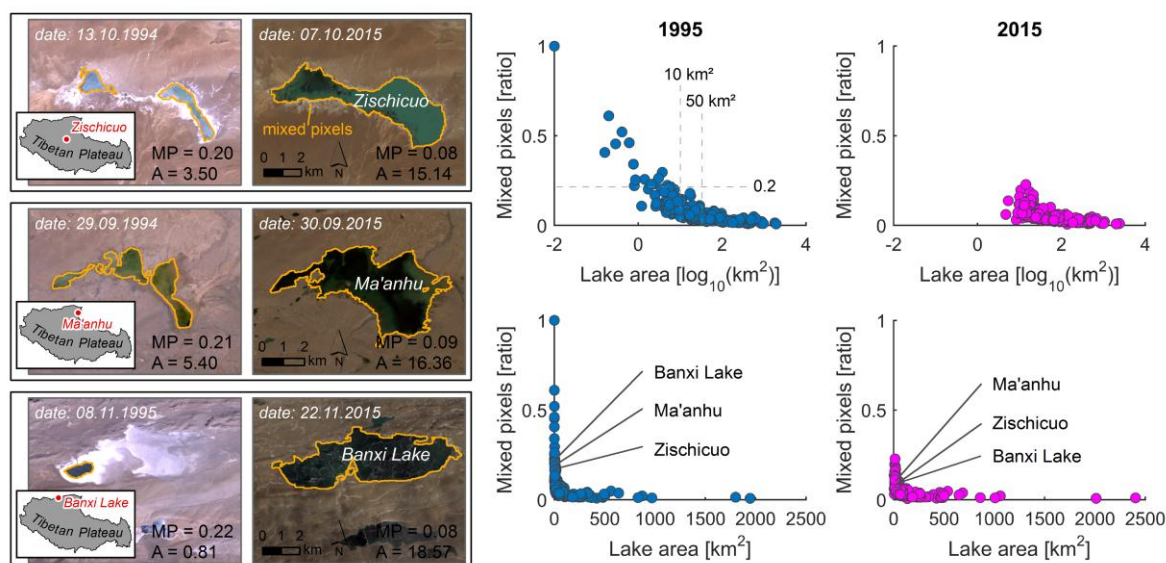 date: 13.10.1994
Zischicuo
Tibetan Plateau
MP = 0.20
A = 3.50
date: 07.10.2015
Zischicuo
mixed pixels
0 1 2
km
N
MP = 0.08
A = 15.14
date: 29.09.1994
Ma'anhu
Tibetan Plateau
MP = 0.21
A = 5.40
date: 30.09.2015
Ma'anhu
0 1 2
km
N
MP = 0.09
A = 16.36
date: 08.11.1995
Banxi Lake
Tibetan Plateau
MP = 0.22
A = 0.81
date: 22.11.2015
Banxi Lake
0 1 2
km
N
MP = 0.08
A = 18.57
1995
Mixed pixels [ratio]
1
0.5
0
10 km²
50 km²
0.2
-2 0 2 4
Lake area [log10(km²)]
2015
Mixed pixels [ratio]
1
0.5
0
-2 0 2 4
Lake area [log10(km²)]
Mixed pixels [ratio]
1
0.5
0
Banxi Lake
Ma'anhu
Zischicuo
0 500 1000 1500 2000 2500
Lake area [km²]
Mixed pixels [ratio]
1
0.5
0
Ma'anhu
Zischicuo
Banxi Lake
0 500 1000 1500 2000 2500
Lake area [km²]